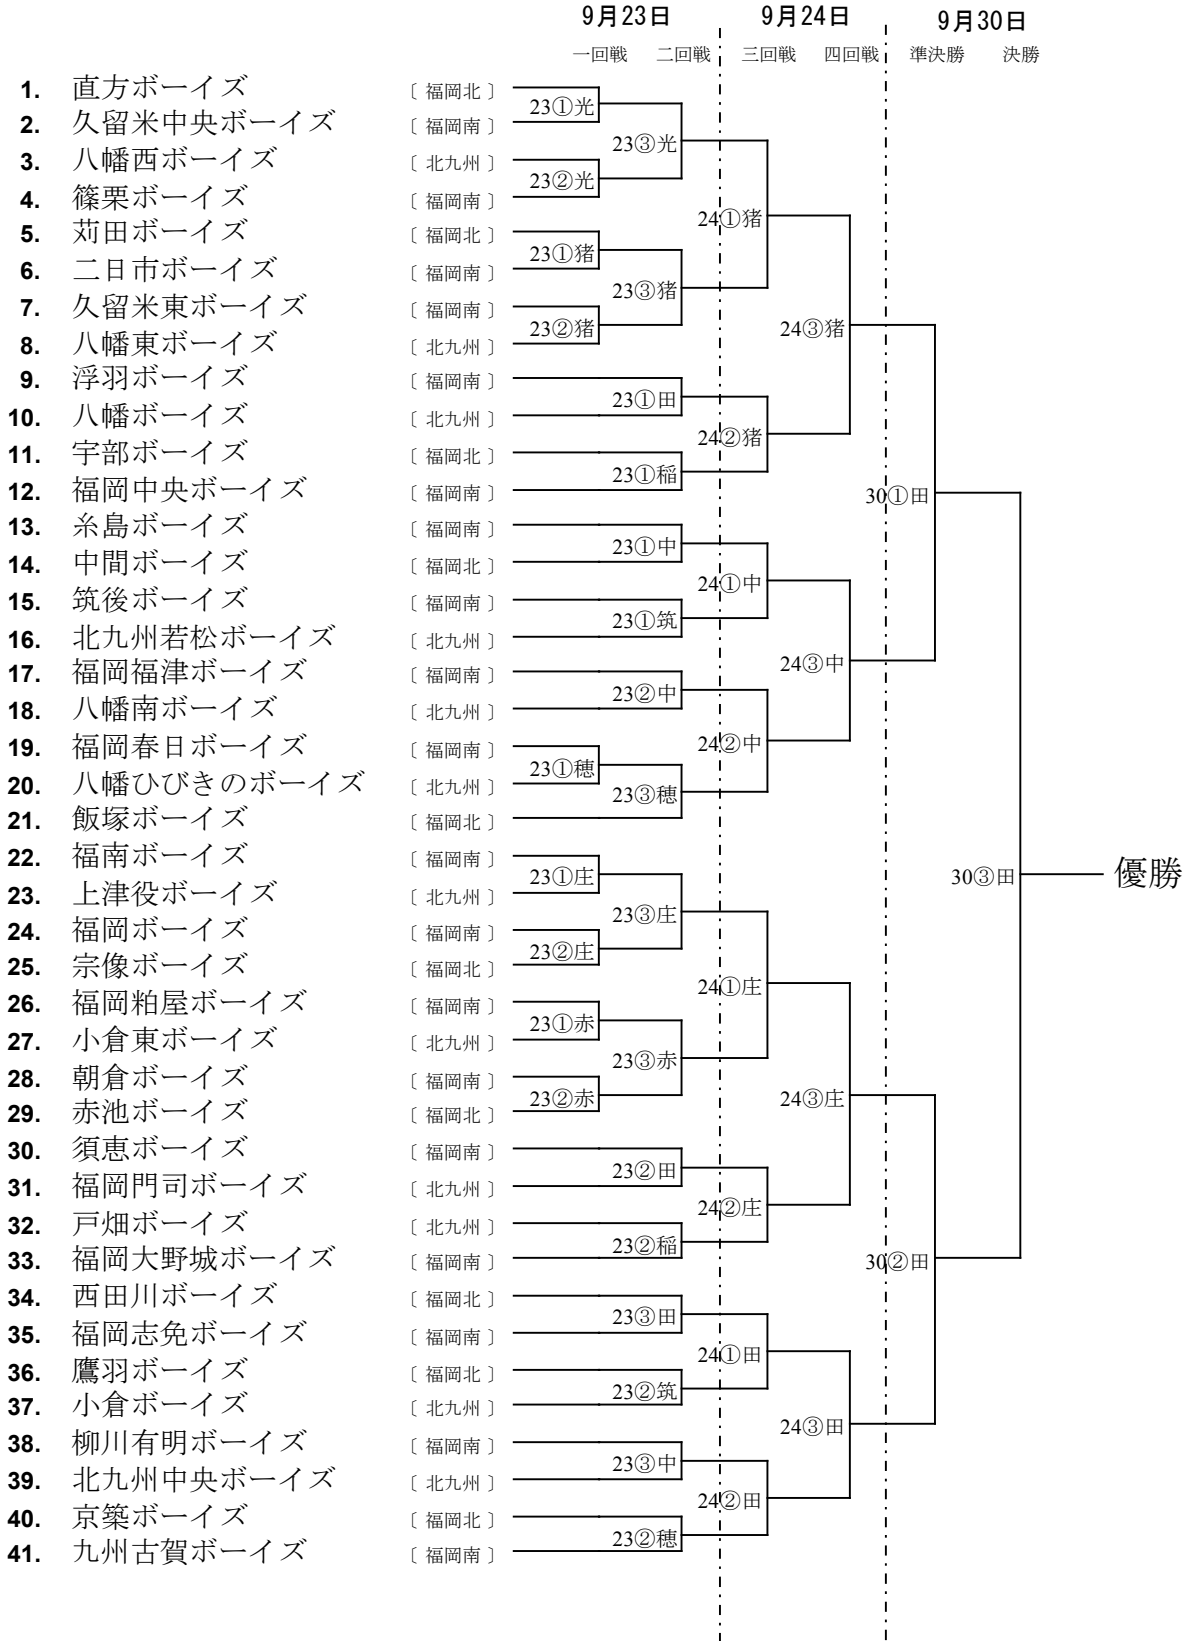 9月23日 9月24日 9月30日
一回戦 二回戦 三回戦 四回戦 準決勝 決勝
1. 直方ボーイズ 〔 福岡北 〕
23①光
2. 久留米中央ボーイズ 〔 福岡南 〕
23③光
3. 八幡西ボーイズ 〔 北九州 〕
23②光
4. 篠栗ボーイズ 〔 福岡南 〕
24①猪
5. 苅田ボーイズ 〔 福岡北 〕
23①猪
6. 二日市ボーイズ 〔 福岡南 〕
23③猪
7. 久留米東ボーイズ 〔 福岡南 〕
23②猪 24③猪
8. 八幡東ボーイズ 〔 北九州 〕
9. 浮羽ボーイズ 〔 福岡南 〕
23①田
10. 八幡ボーイズ 〔 北九州 〕
24②猪
11. 宇部ボーイズ 〔 福岡北 〕
23①稲
12. 福岡中央ボーイズ 〔 福岡南 〕
30①田
13. 糸島ボーイズ 〔 福岡南 〕
23①中
14. 中間ボーイズ 〔 福岡北 〕
24①中
15. 筑後ボーイズ 〔 福岡南 〕
23①筑
16. 北九州若松ボーイズ 〔 北九州 〕
24③中
17. 福岡福津ボーイズ 〔 福岡南 〕
23②中
18. 八幡南ボーイズ 〔 北九州 〕
24②中
19. 福岡春日ボーイズ 〔 福岡南 〕
23①穂
20. 八幡ひびきのボーイズ 〔 北九州 〕
23③穂
21. 飯塚ボーイズ 〔 福岡北 〕
22. 福南ボーイズ 〔 福岡南 〕
23①庄 30③田 優勝
23. 上津役ボーイズ 〔 北九州 〕
23③庄
24. 福岡ボーイズ 〔 福岡南 〕
23②庄
25. 宗像ボーイズ 〔 福岡北 〕
24①庄
26. 福岡粕屋ボーイズ 〔 福岡南 〕
23①赤
27. 小倉東ボーイズ 〔 北九州 〕
23③赤
28. 朝倉ボーイズ 〔 福岡南 〕
23②赤 24③庄
29. 赤池ボーイズ 〔 福岡北 〕
30. 須恵ボーイズ 〔 福岡南 〕
23②田
31. 福岡門司ボーイズ 〔 北九州 〕
24②庄
32. 戸畑ボーイズ 〔 北九州 〕
23②稲
33. 福岡大野城ボーイズ 〔 福岡南 〕
30②田
34. 西田川ボーイズ 〔 福岡北 〕
23③田
35. 福岡志免ボーイズ 〔 福岡南 〕
24①田
36. 鷹羽ボーイズ 〔 福岡北 〕
23②筑
37. 小倉ボーイズ 〔 北九州 〕
24③田
38. 柳川有明ボーイズ 〔 福岡南 〕
23③中
39. 北九州中央ボーイズ 〔 北九州 〕
24②田
40. 京築ボーイズ 〔 福岡北 〕
23②穂
41. 九州古賀ボーイズ 〔 福岡南 〕